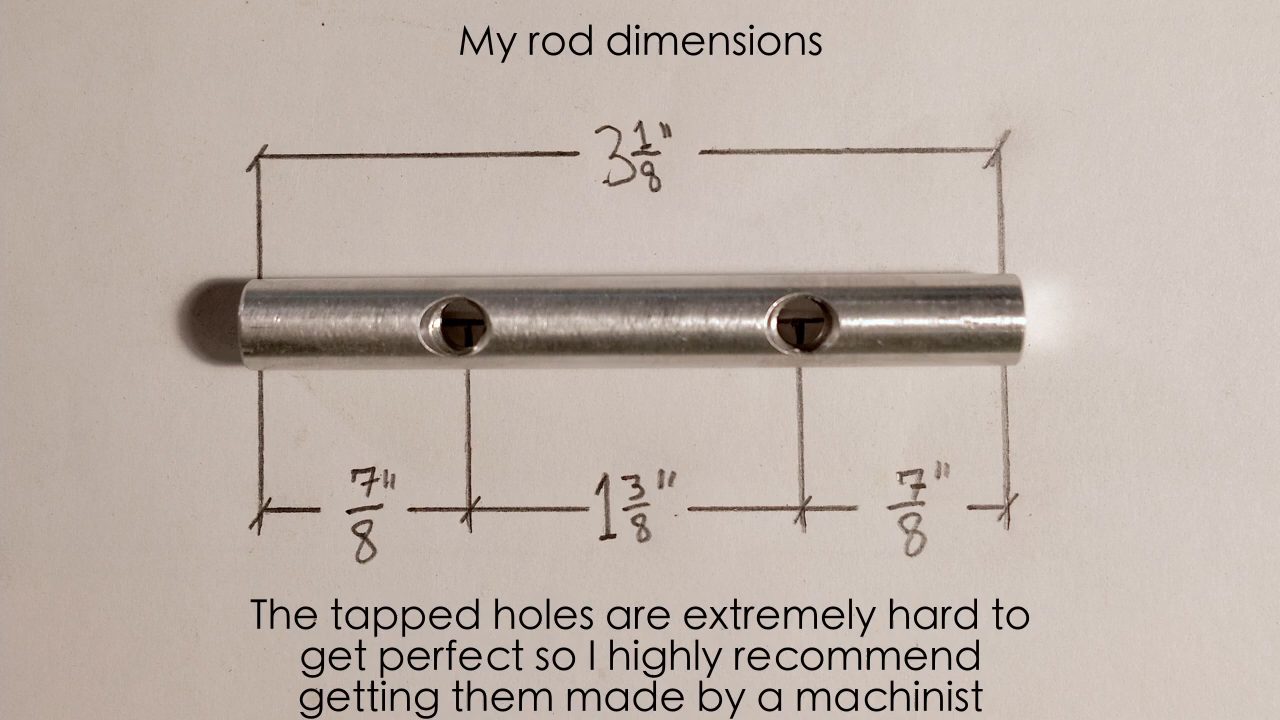 My rod dimensions
3 1/8"
7/8" 1 3/8" 7/8"
The tapped holes are extremely hard to
get perfect so I highly recommend
getting them made by a machinist